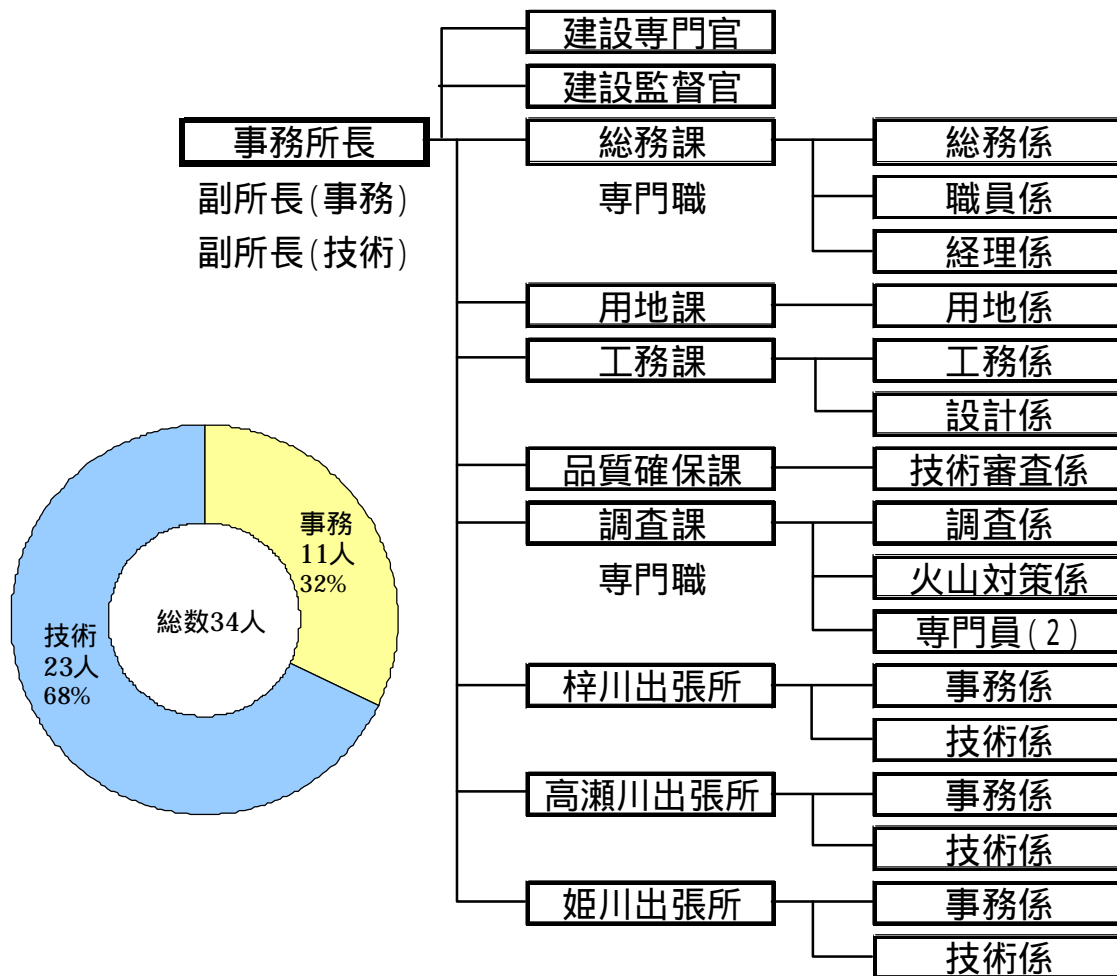 建設専門官
建設監督官
事務所長
総務課
総務係
副所長(事務)
専門職
職員係
副所長(技術)
経理係
用地課
用地係
工務課
工務係
設計係
品質確保課
技術審査係
調査課
調査係
専門職
火山対策係
専門員(2)
梓川出張所
事務係
技術係
高瀬川出張所
事務係
技術係
姫川出張所
事務係
技術係
事務
11人
32%
総数34人
技術
23人
68%